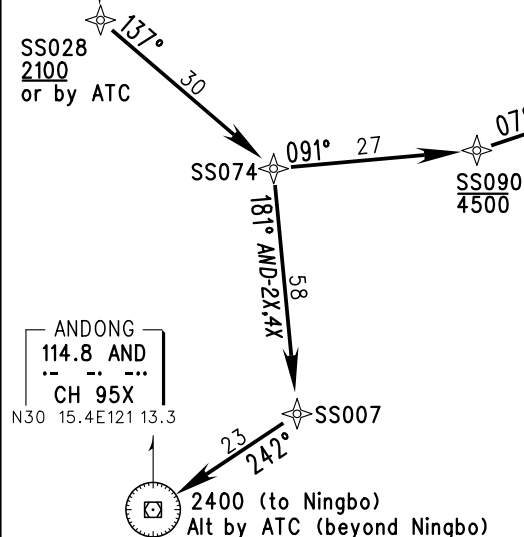 137°
SS028
2100
or by ATC
30
SS074
091°
27
SS090
4500
181° AND-2X,4X
58
ANDONG
114.8 AND
·– –· –··
CH 95X
N30 15.4E121 13.3
SS007
23
242°
2400 (to Ningbo)
Alt by ATC (beyond Ningbo)